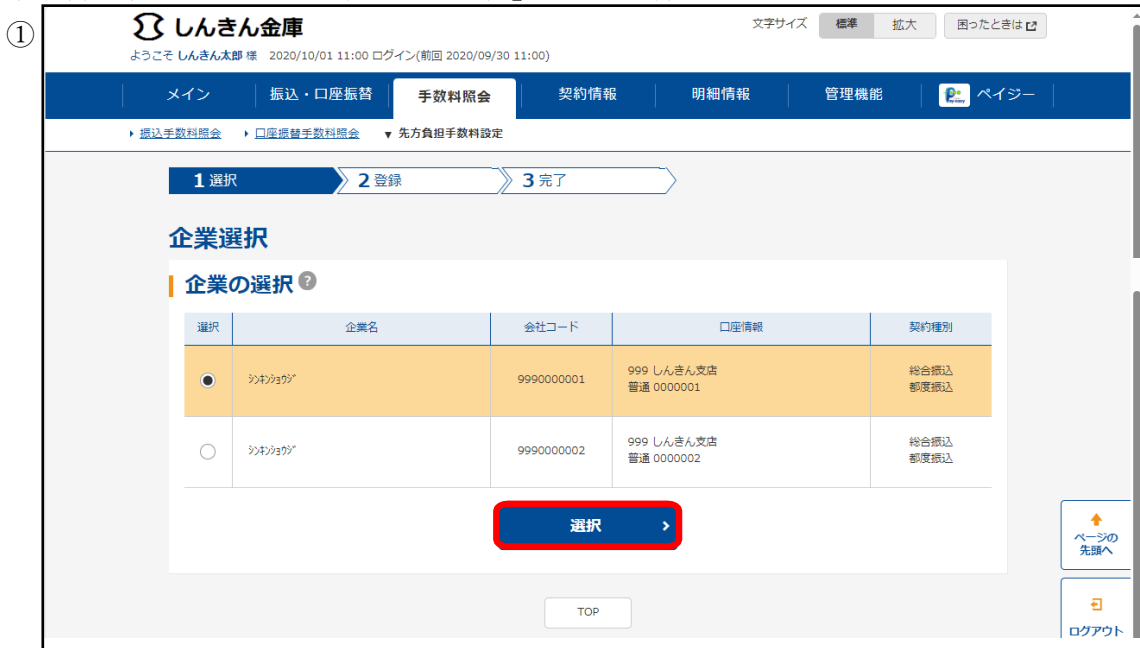 ①
しんきん金庫
文字サイズ 標準 拡大 困ったときは
ようこそ しんきん太郎 様 2020/10/01 11:00 ログイン(前回 2020/09/30 11:00)
メイン 振込・口座振替 手数料照会 契約情報 明細情報 管理機能 ペイジー
振込手数料照会 口座振替手数料照会 ▼ 先方負担手数料設定
1 選択 2 登録 3 完了
企業選択
企業の選択 ?
選択 企業名 会社コード 口座情報 契約種別
ｼﾝｷﾝｼｮｳｼﾞ 9990000001 999 しんきん支店 総合振込
普通 0000001 都度振込
ｼﾝｷﾝｼｮｳｼﾞ 9990000002 999 しんきん支店 総合振込
普通 0000002 都度振込
選択
ページの
先頭へ
TOP
ログアウト